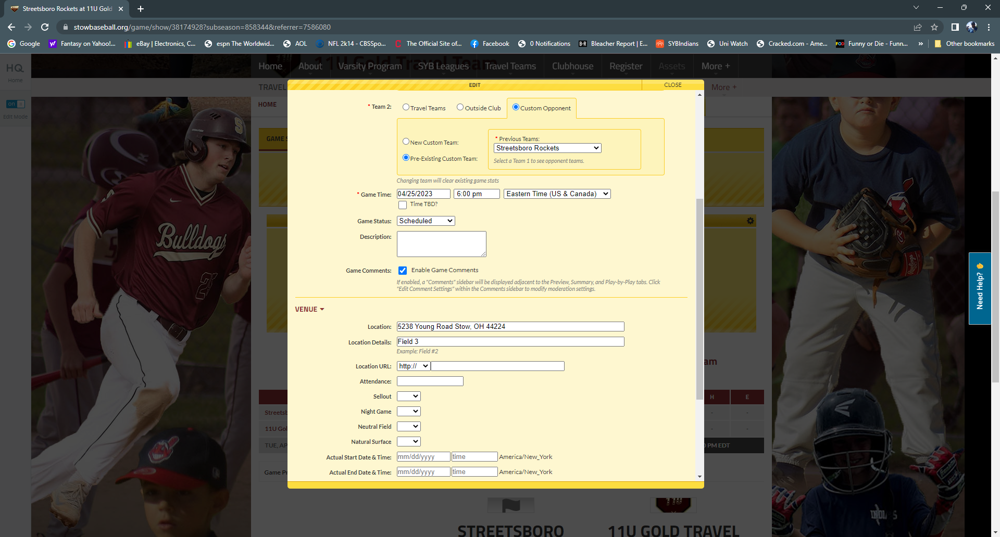 Streetsboro Rockets at 11U Gold
stowbaseball.org/game/show/38174928?subseason=858344&referrer=7586080
Google
Fantasy on Yahoo!...
eBay | Electronics, C...
espn The Worldwid...
AOL
NFL 2k14 - CBSSpo...
The Official Site of...
Facebook
0 Notifications
B/R Bleacher Report | E...
SYBIndians
Uni Watch
Cracked.com - Ame...
FOD Funny or Die - Funn...
»
Other bookmarks
HQ
Home
on
Edit Mode
11U Gold Travel Team
Home
About
Varsity Program
SYB Leagues
Travel Teams
Clubhouse
Register
Assets
More +
TRAVEL
More +
HOME
GAME S
EDIT
CLOSE
* Team 2:
Travel Teams
Outside Club
Custom Opponent
New Custom Team:
Pre-Existing Custom Team:
* Previous Teams:
Streetsboro Rockets
Select a Team 1 to see opponent teams.
Changing team will clear existing game stats
* Game Time:
04/25/2023
6:00 pm
Eastern Time (US & Canada)
Time TBD?
Game Status:
Scheduled
Description:
Game Comments:
Enable Game Comments
If enabled, a "Comments" sidebar will be displayed adjacent to the Preview, Summary, and Play-by-Play tabs. Click
"Edit Comment Settings" within the Comments sidebar to modify moderation settings.
VENUE
Location:
5238 Young Road Stow, OH 44224
Location Details:
Field 3
Example: Field #2
Location URL:
http://
Attendance:
Sellout
Night Game
Neutral Field
Natural Surface
Actual Start Date & Time:
mm/dd/yyyy
time
America/New_York
Actual End Date & Time:
mm/dd/yyyy
time
America/New_York
Need Help?
am
H
E
Streetsb
-
-
11U Gol
-
-
TUE, AP
PM EDT
Game Pr
Bulldogs
S
Rawlings
11U
STREETSBORO
11U GOLD TRAVEL